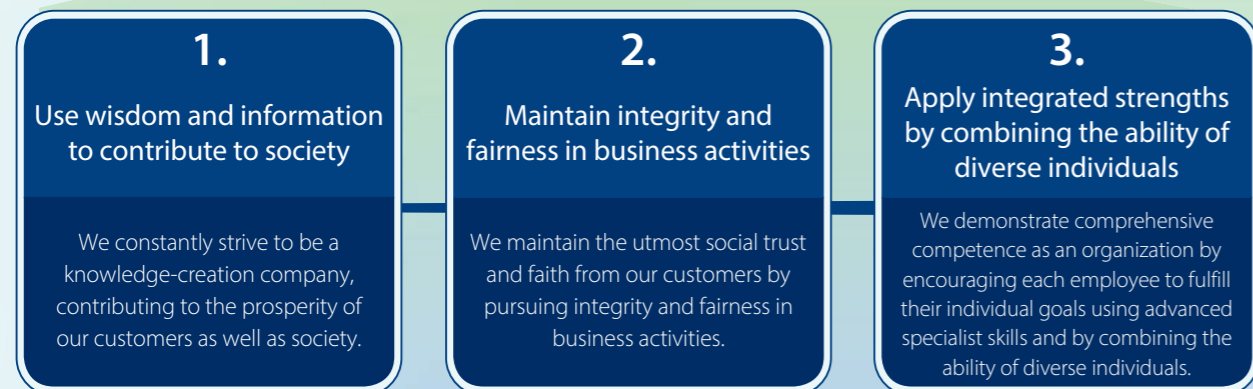 1.
Use wisdom and information
to contribute to society
We constantly strive to be a
knowledge-creation company,
contributing to the prosperity of
our customers as well as society.
2.
Maintain integrity and
fairness in business activities
We maintain the utmost social trust
and faith from our customers by
pursuing integrity and fairness in
business activities.
3.
Apply integrated strengths
by combining the ability of
diverse individuals
We demonstrate comprehensive
competence as an organization by
encouraging each employee to fulfill
their individual goals using advanced
specialist skills and by combining the
ability of diverse individuals.